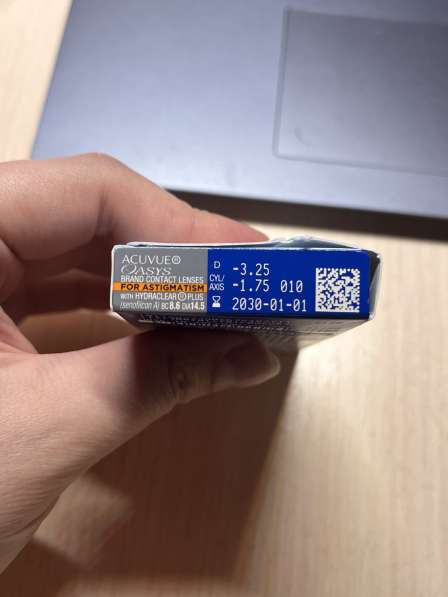 ACUVUE®
OASYS
BRAND CONTACT LENSES
FOR ASTIGMATISM
WITH HYDRACLEAR® PLUS
(senofilcon A) BC 8.6 DIA 14.5
D -3.25
CYL/
AXIS -1.75 010
2030-01-01